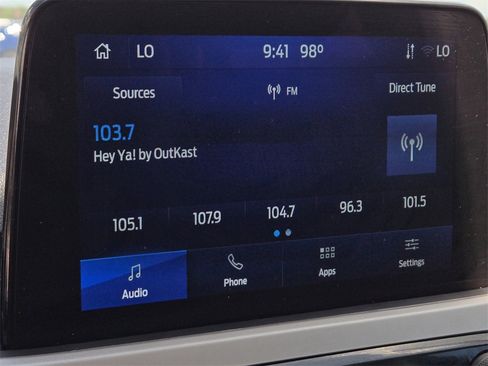 LO 9:41 98° LO
Sources FM Direct Tune
103.7
Hey Ya! by OutKast
105.1 107.9 104.7 96.3 101.5
Audio Phone Apps Settings